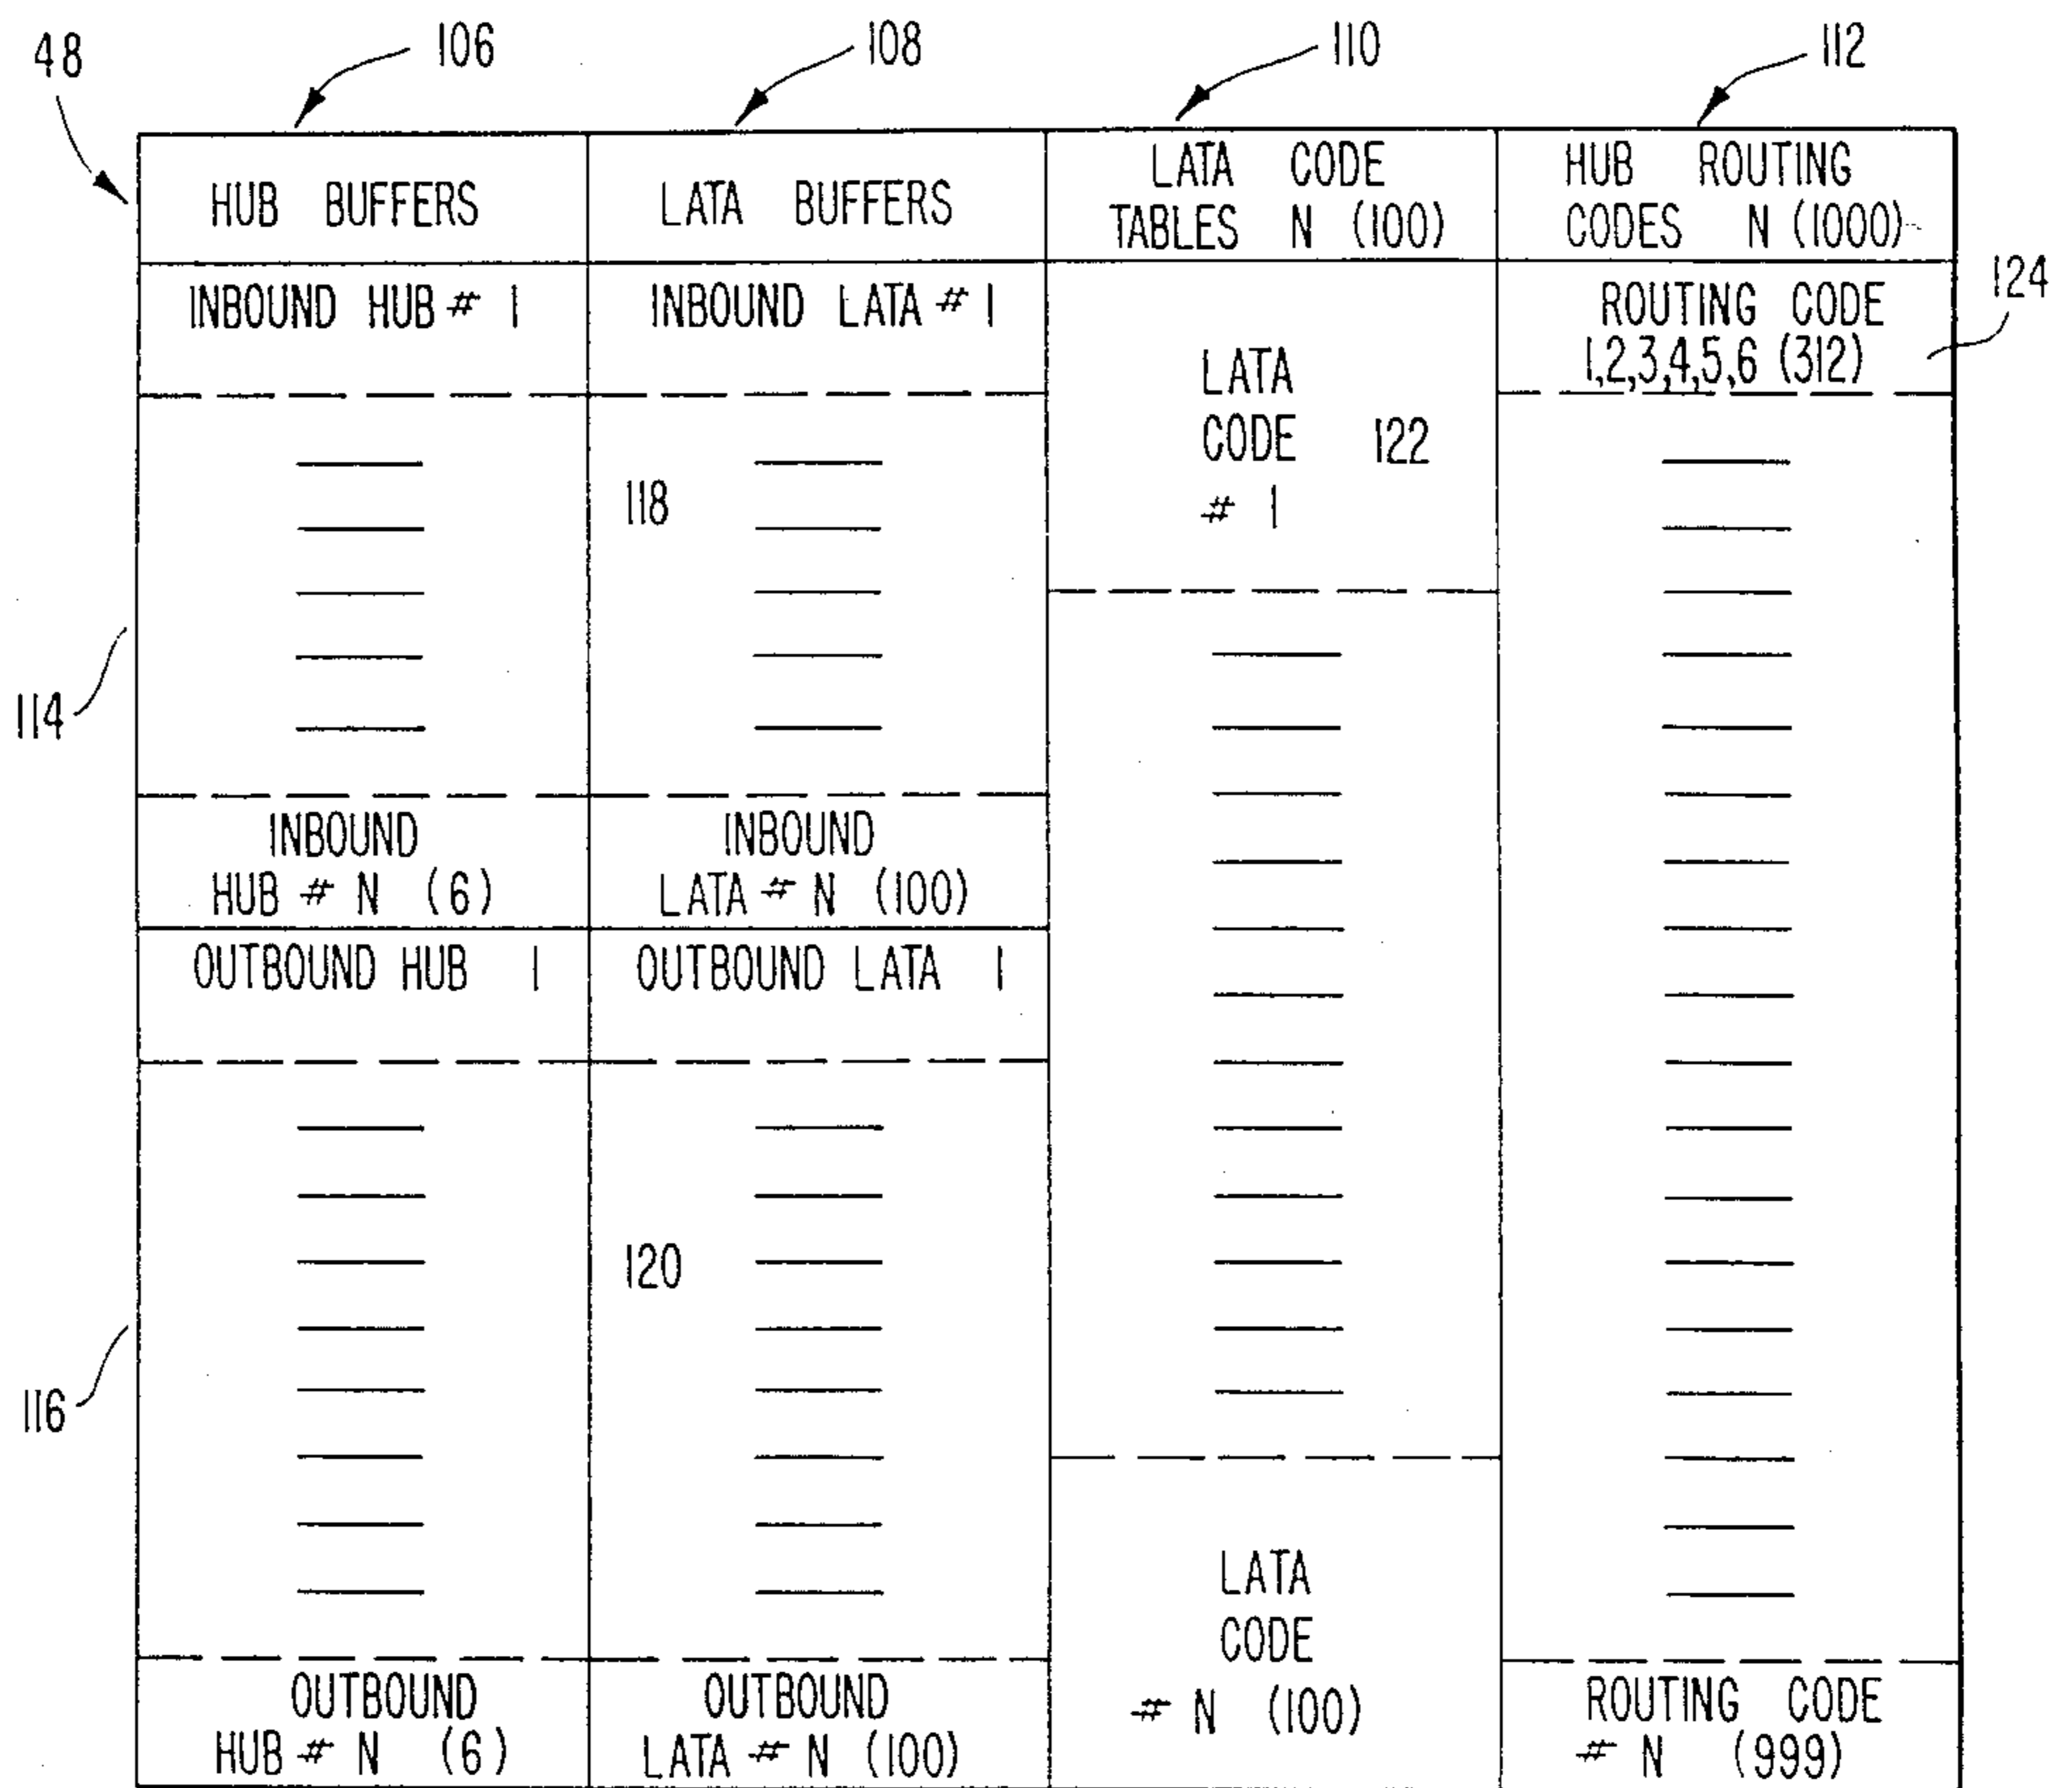 48
106
108
110
112
HUB BUFFERS
LATA BUFFERS
LATA CODE
TABLES N (100)
HUB ROUTING
CODES N (1000)
INBOUND HUB # 1
INBOUND LATA # 1
ROUTING CODE
1,2,3,4,5,6 (312)
124
LATA
CODE 122
# 1
118
114
INBOUND
HUB # N (6)
INBOUND
LATA # N (100)
OUTBOUND HUB 1
OUTBOUND LATA 1
120
116
LATA
CODE
# N (100)
OUTBOUND
HUB # N (6)
OUTBOUND
LATA # N (100)
ROUTING CODE
# N (999)